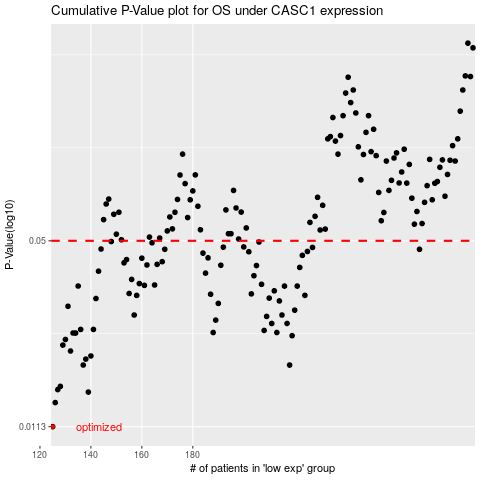 Cumulative P-Value plot for OS under CASC1 expression
P-Value(log10)
0.05
0.0113
optimized
120 140 160 180
# of patients in 'low exp' group